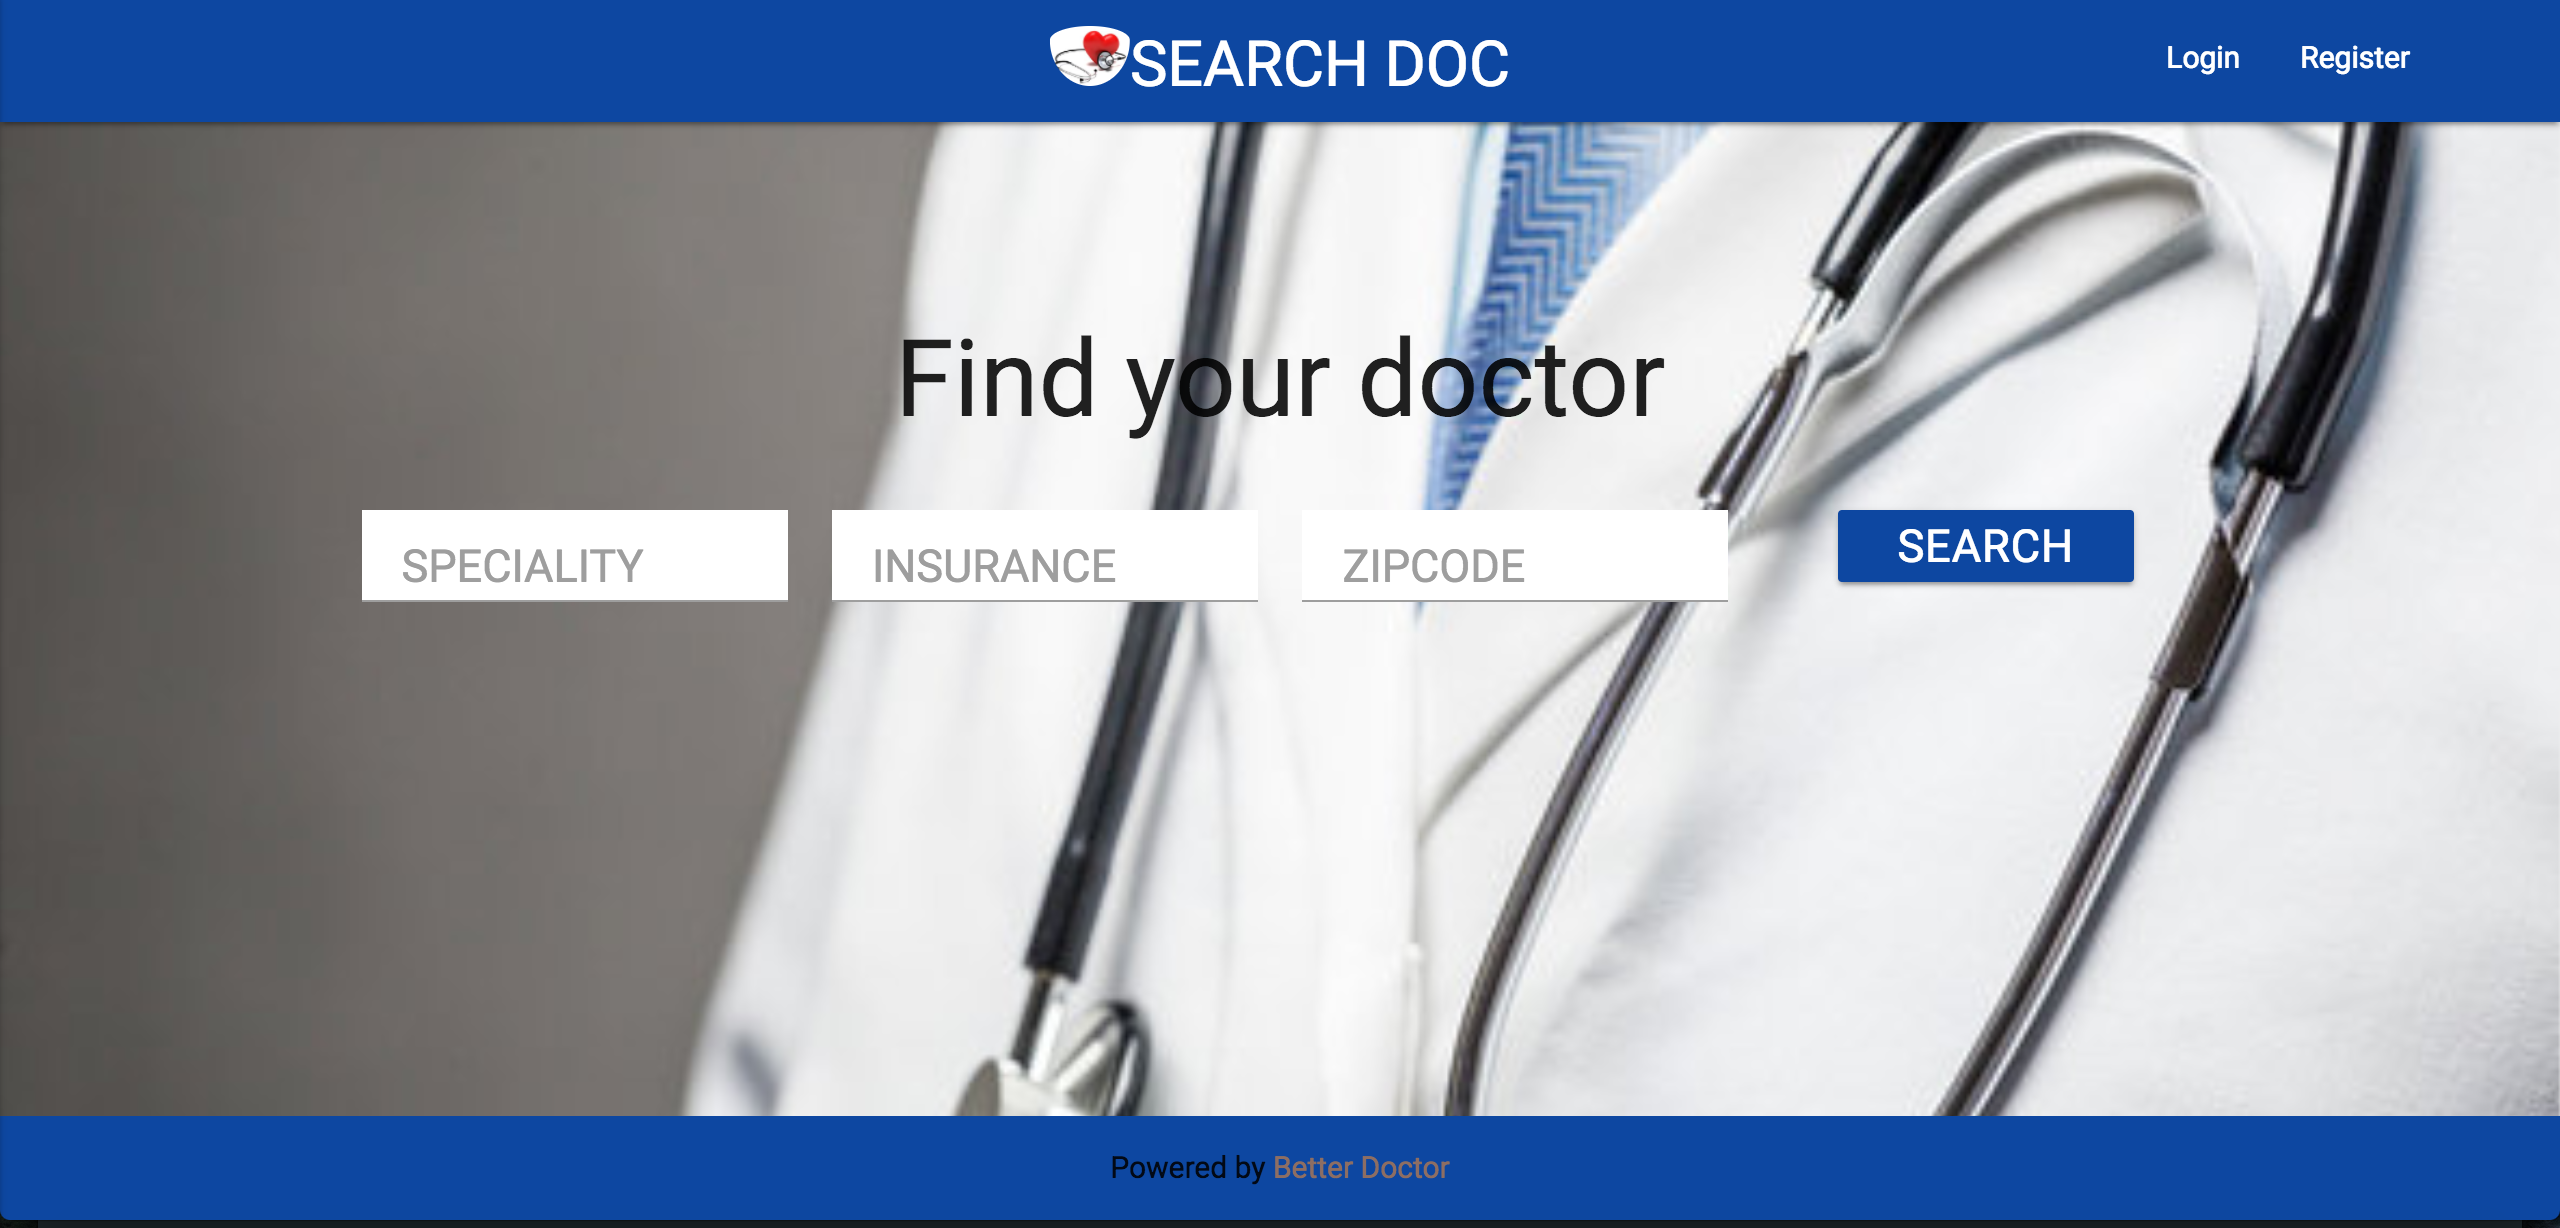 SEARCH DOC
Login
Register
Find your doctor
SPECIALITY
INSURANCE
ZIPCODE
SEARCH
Powered by Better Doctor